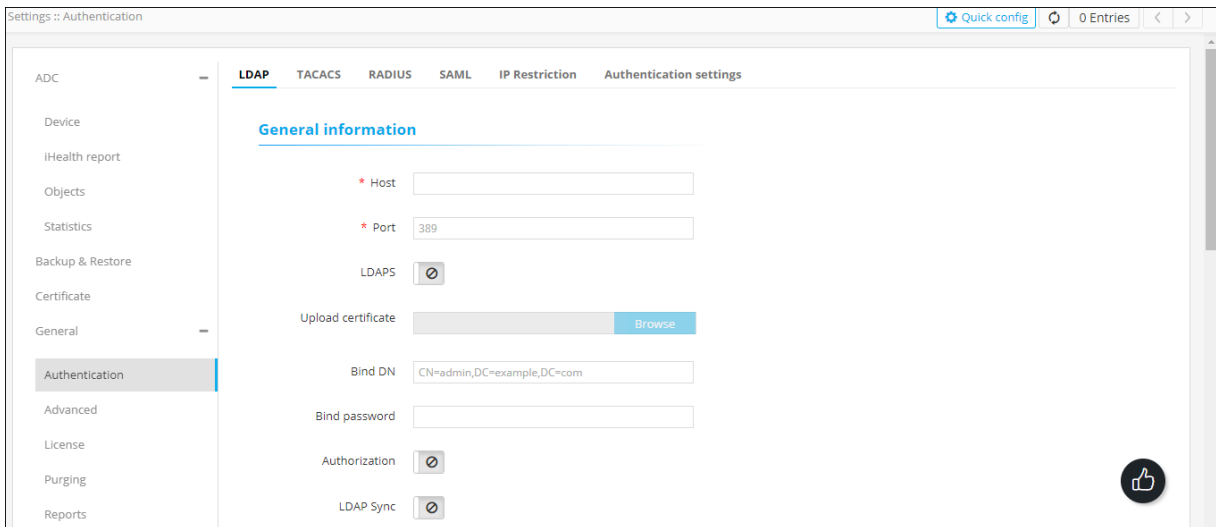 Settings :: Authentication
Quick config
0 Entries
ADC
Device
iHealth report
Objects
Statistics
Backup & Restore
Certificate
General
Authentication
Advanced
License
Purging
Reports
LDAP TACACS RADIUS SAML IP Restriction Authentication settings
General information
* Host
* Port 389
LDAPS
Upload certificate Browse
Bind DN CN=admin,DC=example,DC=com
Bind password
Authorization
LDAP Sync